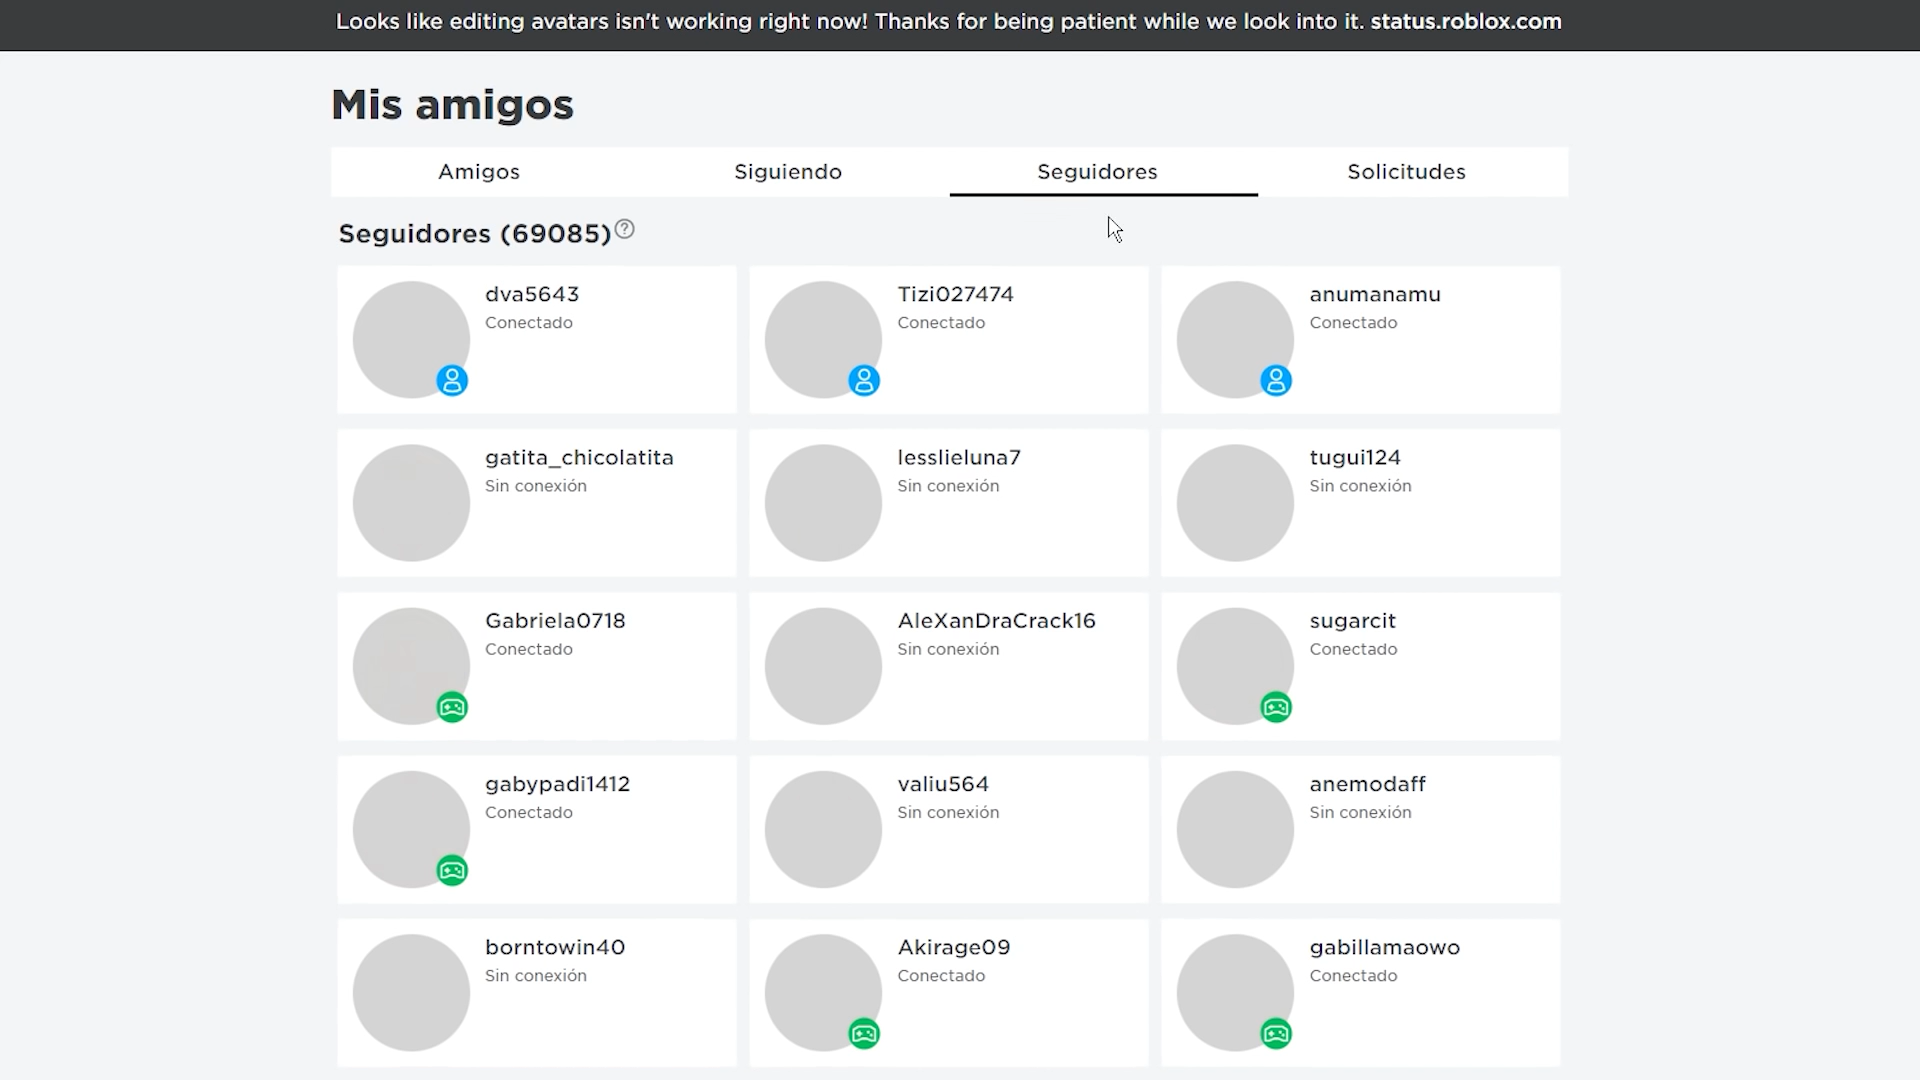 Looks like editing avatars isn't working right now! Thanks for being patient while we look into it. status.roblox.com
Mis amigos
Amigos
Siguiendo
Seguidores
Solicitudes
Seguidores (69085)
dva5643
Conectado
Tizi027474
Conectado
anumanamu
Conectado
gatita_chicolatita
Sin conexión
lesslieluna7
Sin conexión
tugui124
Sin conexión
Gabriela0718
Conectado
AleXanDraCrack16
Sin conexión
sugarcit
Conectado
gabypadi1412
Conectado
valiu564
Sin conexión
anemodaff
Sin conexión
borntowin40
Sin conexión
Akirage09
Conectado
gabillamaowo
Conectado